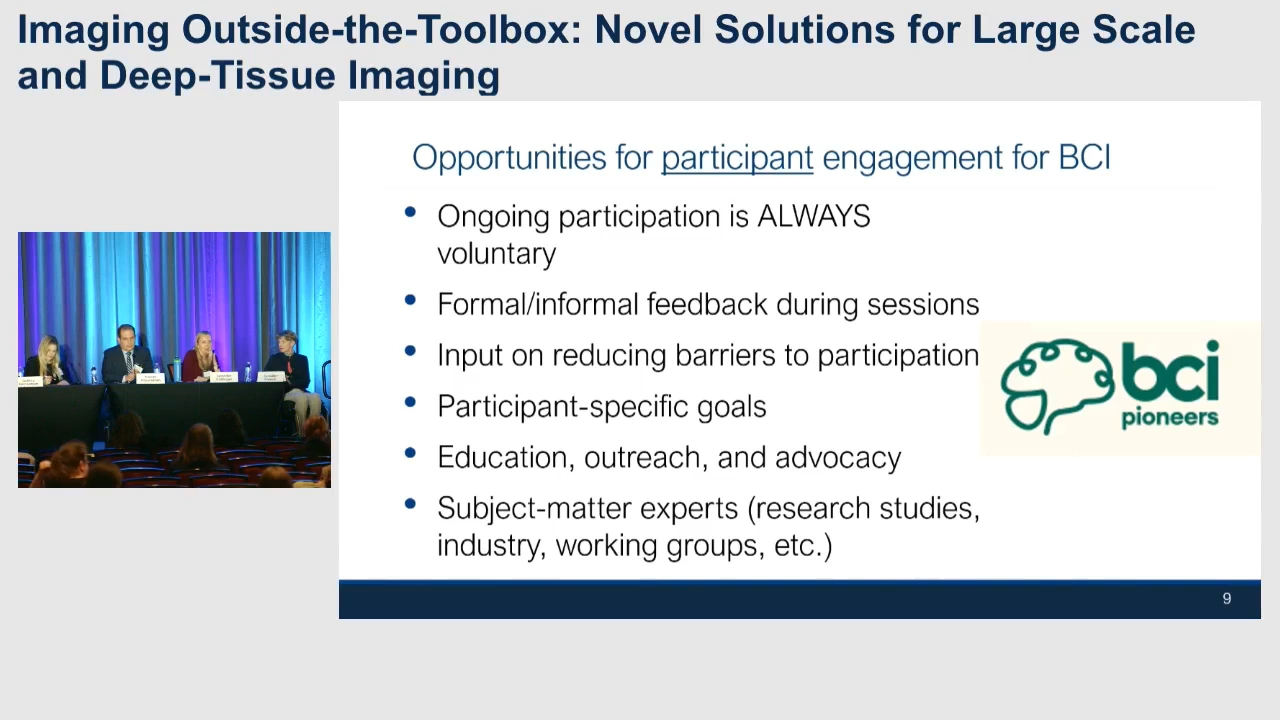 Imaging Outside-the-Toolbox: Novel Solutions for Large Scale
and Deep-Tissue Imaging
Opportunities for participant engagement for BCI
• Ongoing participation is ALWAYS
voluntary
• Formal/informal feedback during sessions
• Input on reducing barriers to participation
• Participant-specific goals
• Education, outreach, and advocacy
• Subject-matter experts (research studies,
industry, working groups, etc.)
bci
pioneers
9